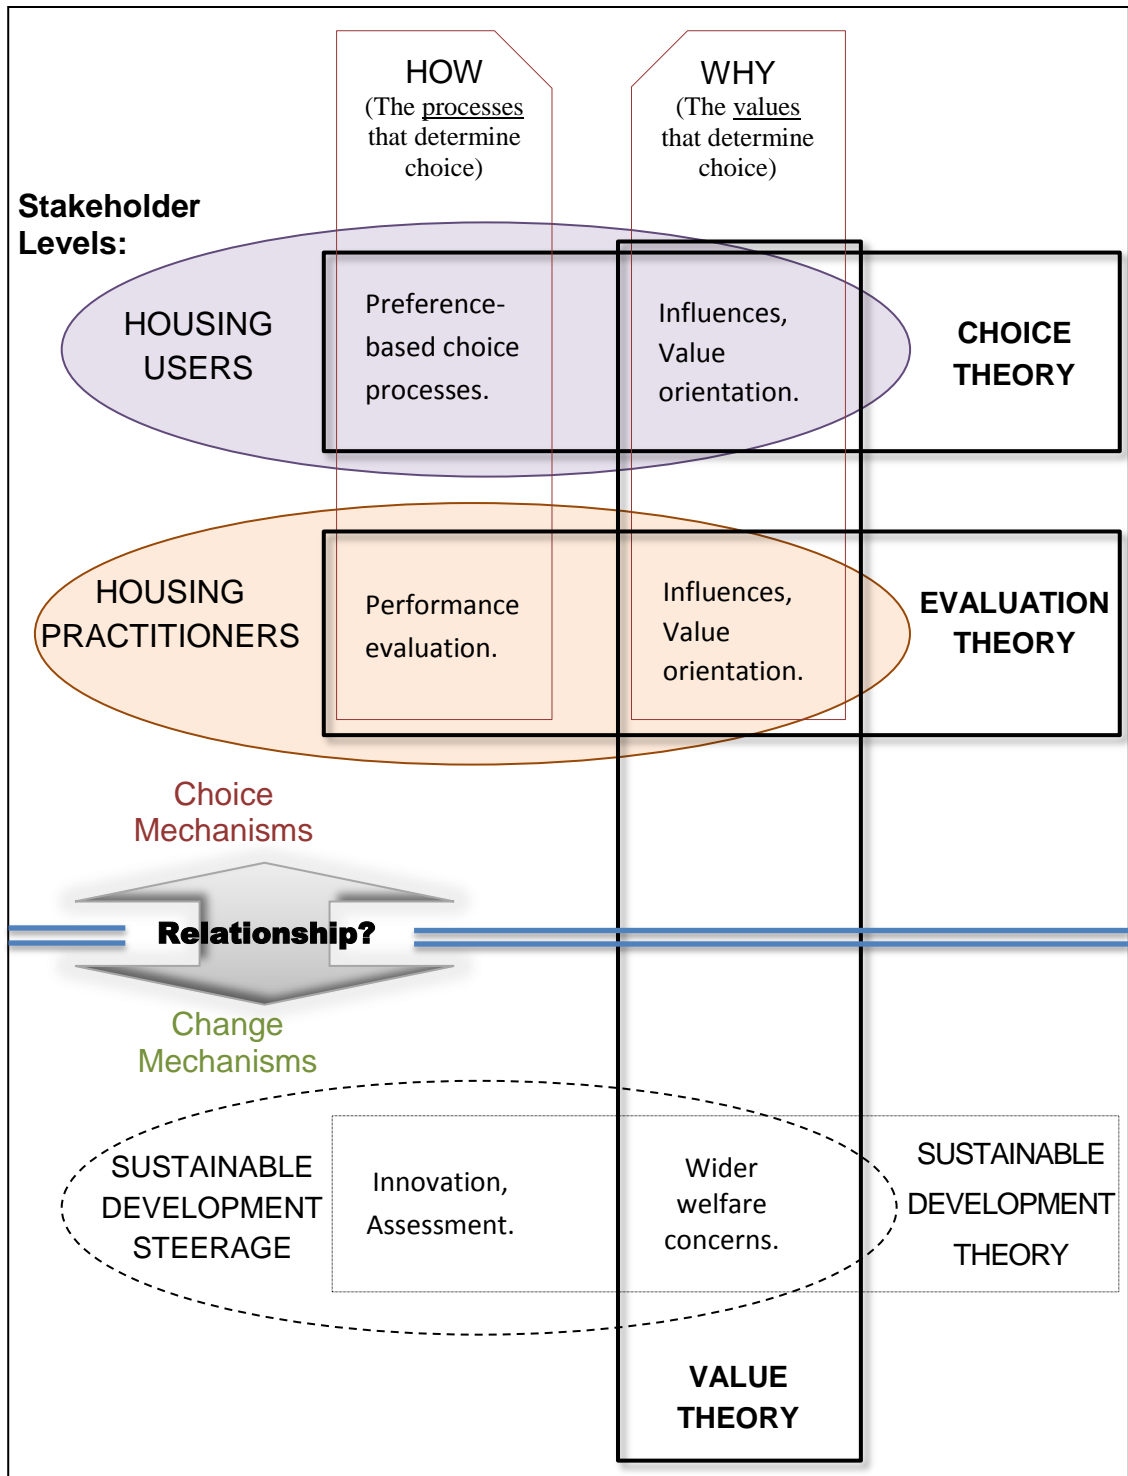 HOW
(The processes
that determine
choice)
WHY
(The values
that determine
choice)
Stakeholder
Levels:
HOUSING
USERS
Preference-
based choice
processes.
Influences,
Value
orientation.
CHOICE
THEORY
HOUSING
PRACTITIONERS
Performance
evaluation.
Influences,
Value
orientation.
EVALUATION
THEORY
Choice
Mechanisms
Relationship?
Change
Mechanisms
SUSTAINABLE
DEVELOPMENT
STEERAGE
Innovation,
Assessment.
Wider
welfare
concerns.
SUSTAINABLE
DEVELOPMENT
THEORY
VALUE
THEORY